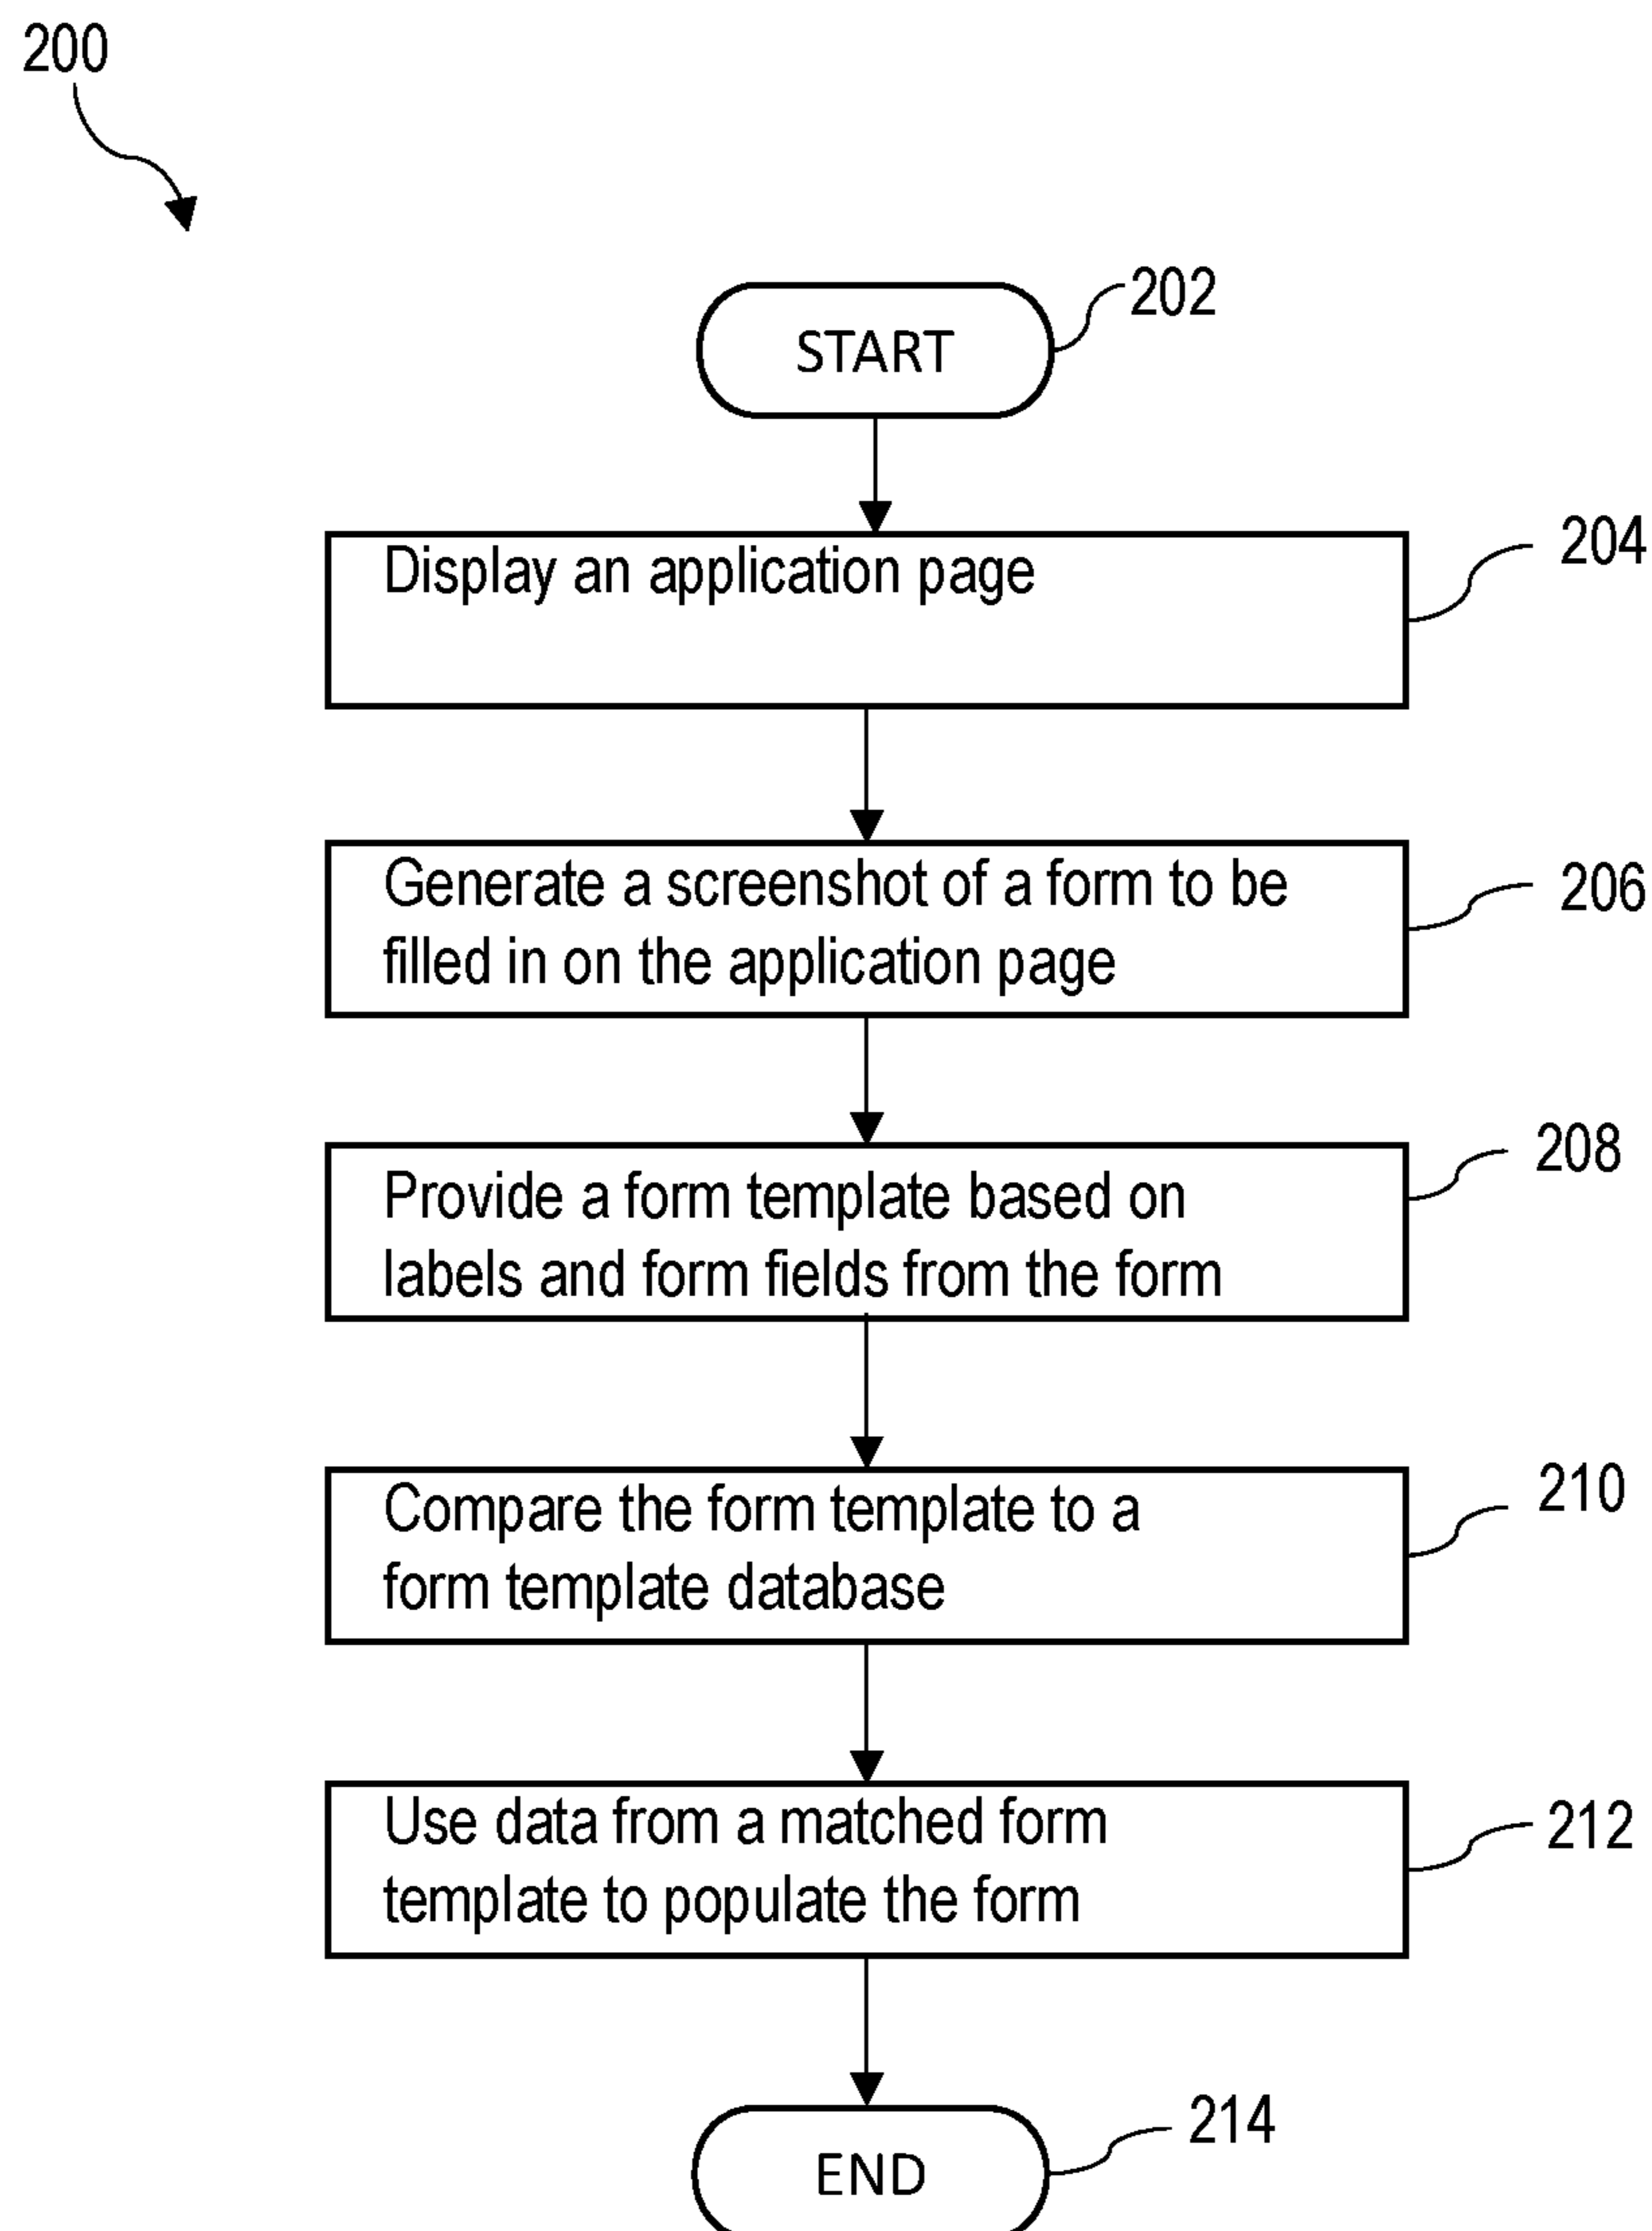 200
202
START
204
Display an application page
206
Generate a screenshot of a form to be
filled in on the application page
208
Provide a form template based on
labels and form fields from the form
210
Compare the form template to a
form template database
212
Use data from a matched form
template to populate the form
214
END